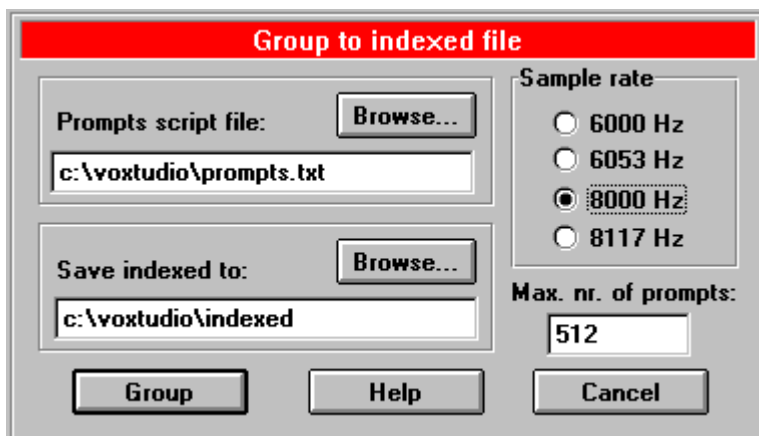 Group to indexed file
Prompts script file:
Browse...
c:\voxtudio\prompts.txt
Save indexed to:
Browse...
c:\voxtudio\indexed
Sample rate
6000 Hz
6053 Hz
8000 Hz
8117 Hz
Max. nr. of prompts:
512
Group
Help
Cancel